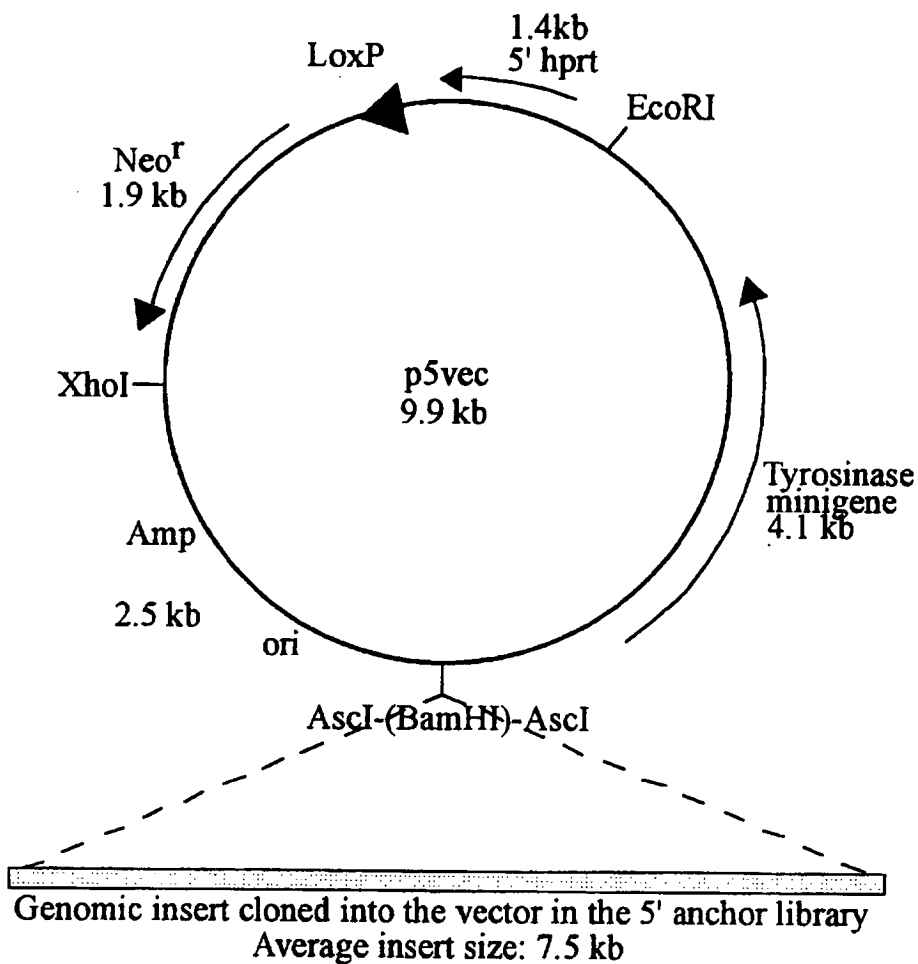 1.4kb
5' hprt
LoxP
EcoRI
Neoʳ
1.9 kb
XhoI
p5vec
9.9 kb
Tyrosinase
minigene
4.1 kb
Amp
2.5 kb
ori
AscI-(BamHI)-AscI
Genomic insert cloned into the vector in the 5' anchor library
Average insert size: 7.5 kb